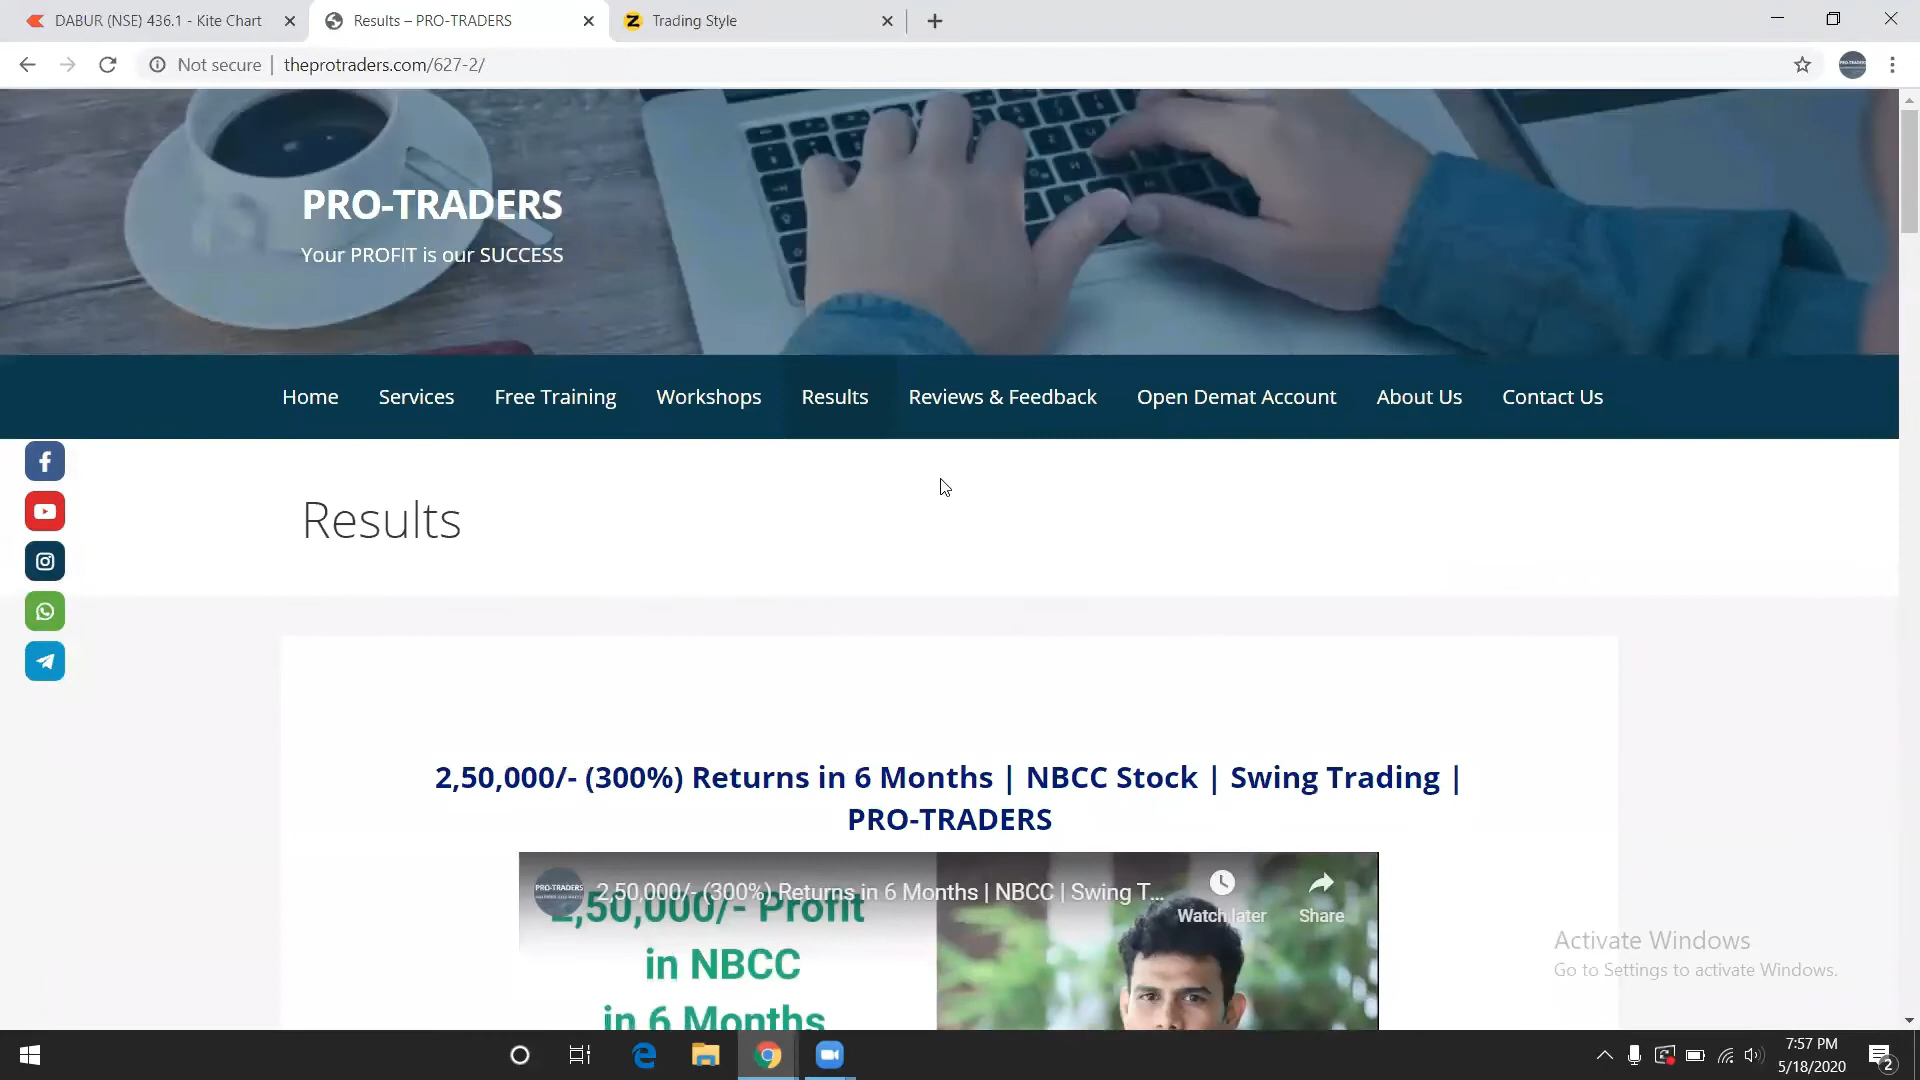 DABUR (NSE) 436.1 - Kite Chart
Results – PRO-TRADERS
Trading Style
Not secure
theprotraders.com/627-2/
PRO-TRADERS
Your PROFIT is our SUCCESS
Home Services Free Training Workshops Results Reviews & Feedback Open Demat Account About Us Contact Us
Results
2,50,000/- (300%) Returns in 6 Months | NBCC Stock | Swing Trading |
PRO-TRADERS
PRO-TRADERS
2,50,000/- (300%) Returns in 6 Months | NBCC | Swing T...
Watch later
Share
2,50,000/- Profit
in NBCC
in 6 Months
Activate Windows
Go to Settings to activate Windows.
7:57 PM
5/18/2020
2